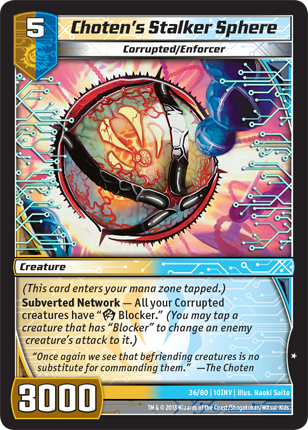 5
Choten's Stalker Sphere
Corrupted/Enforcer
Creature
(This card enters your mana zone tapped.)
Subverted Network — All your Corrupted
creatures have "Blocker." (You may tap a
creature that has "Blocker" to change an enemy
creature's attack to it.)
"Once again we see that befriending creatures is no
substitute for commanding them." —The Choten
3000
36/80 | 10INV | Illus. Naoki Saito
TM & © 2013 Wizards of the Coast/Shogakukan/Mitsui-Kids.